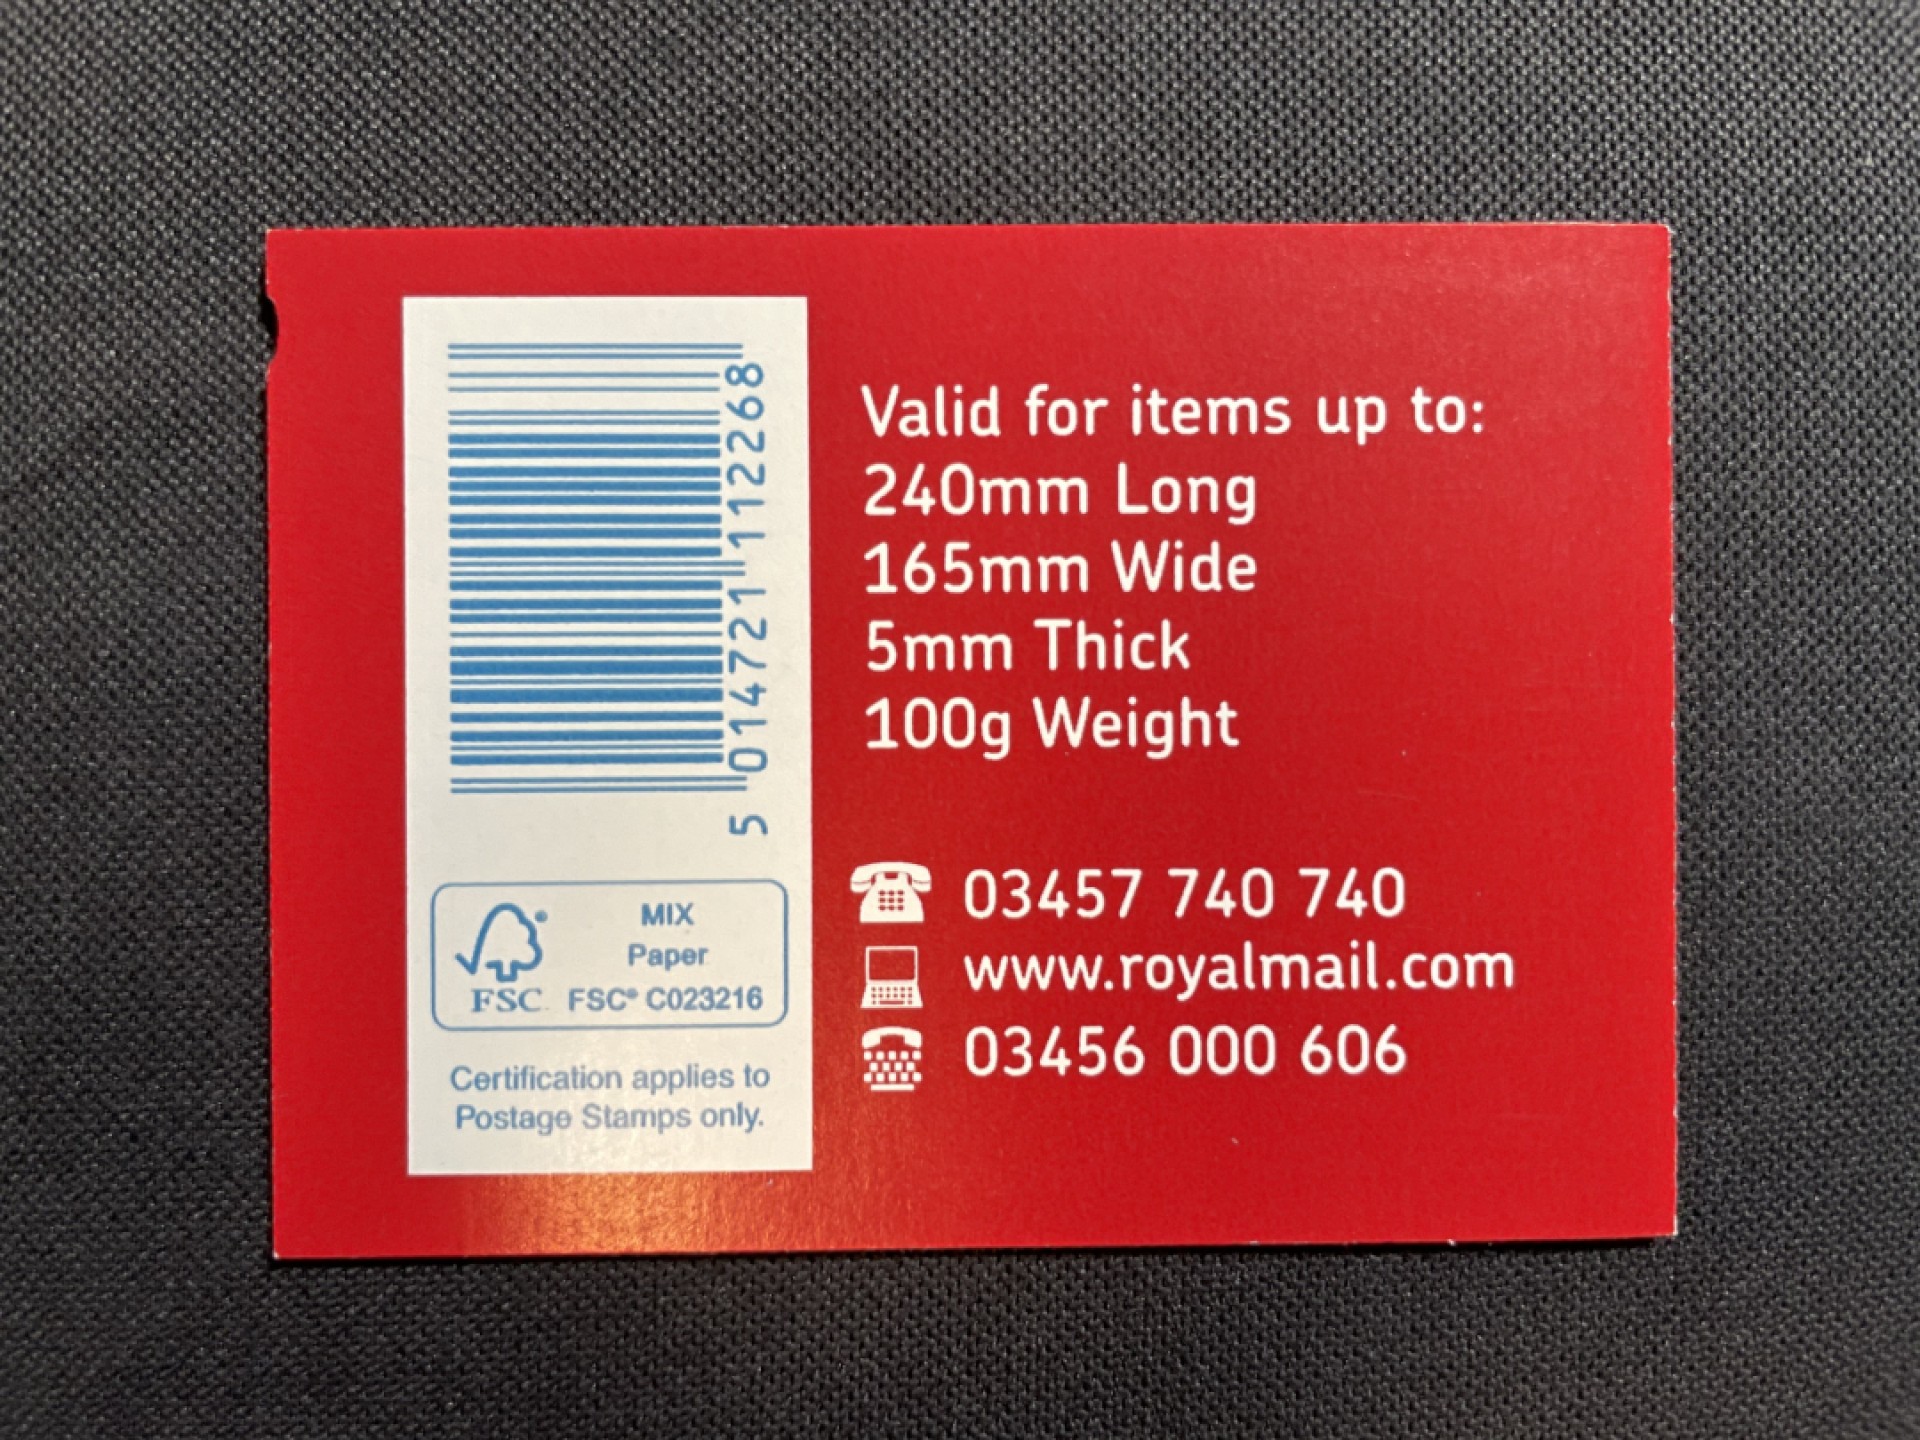 5 014721 112268
MIX
Paper
FSC® C023216
FSC
Certification applies to
Postage Stamps only.
Valid for items up to:
240mm Long
165mm Wide
5mm Thick
100g Weight
03457 740 740
www.royalmail.com
03456 000 606